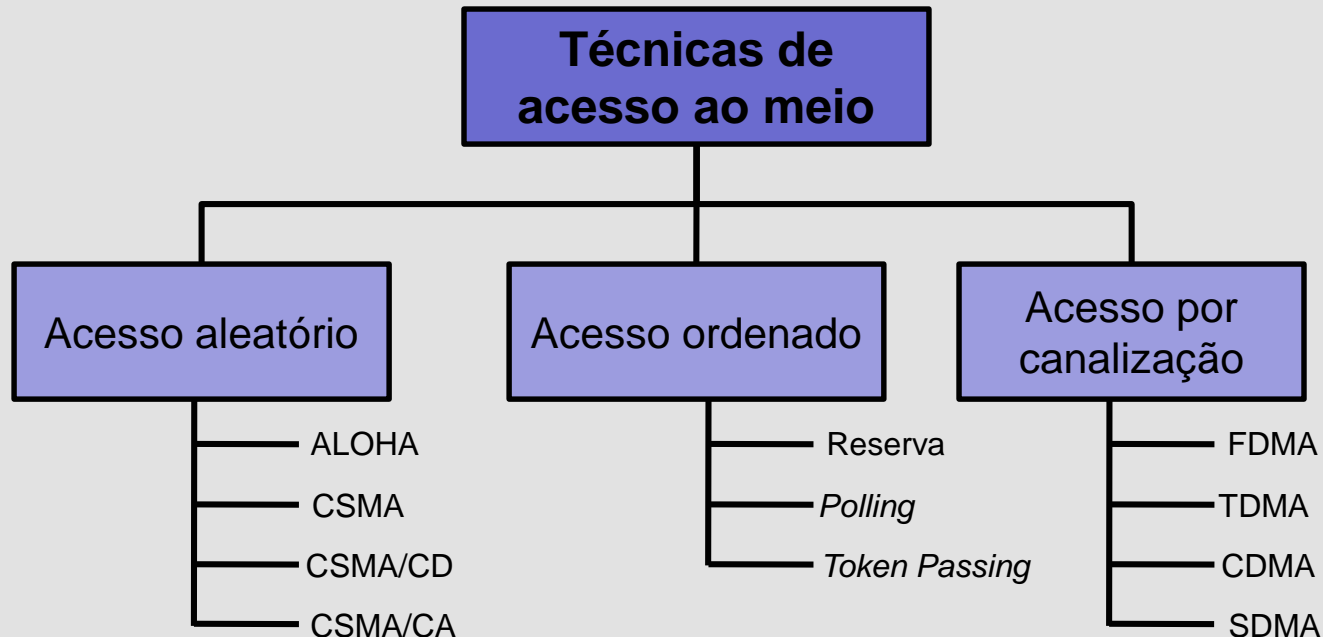 Técnicas de
acesso ao meio
Acesso aleatório
Acesso ordenado
Acesso por
canalização
ALOHA
CSMA
CSMA/CD
CSMA/CA
Reserva
Polling
Token Passing
FDMA
TDMA
CDMA
SDMA